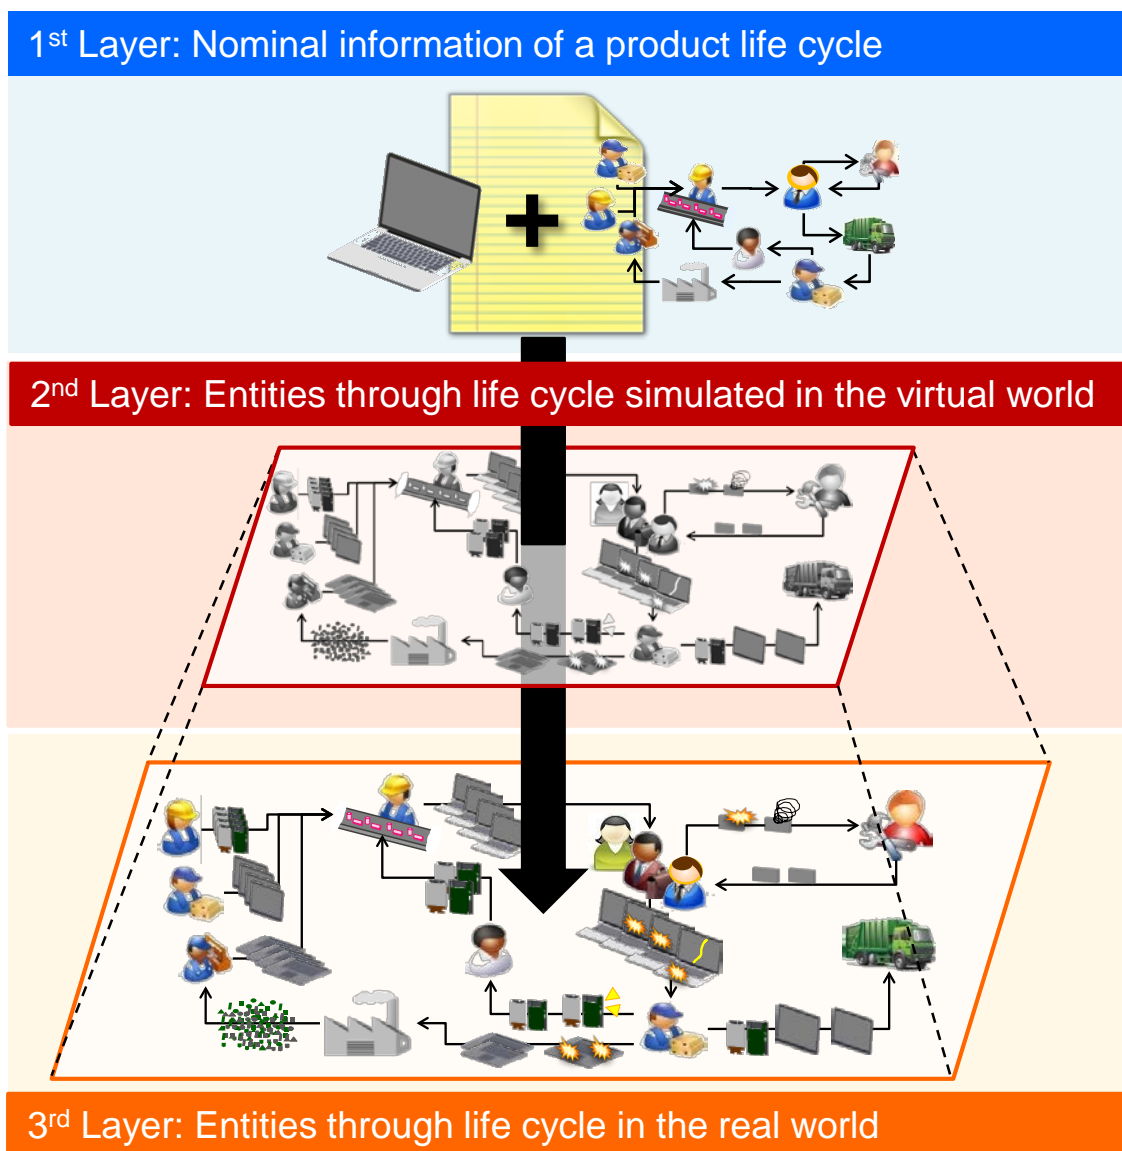 1st Layer: Nominal information of a product life cycle
2nd Layer: Entities through life cycle simulated in the virtual world
3rd Layer: Entities through life cycle in the real world